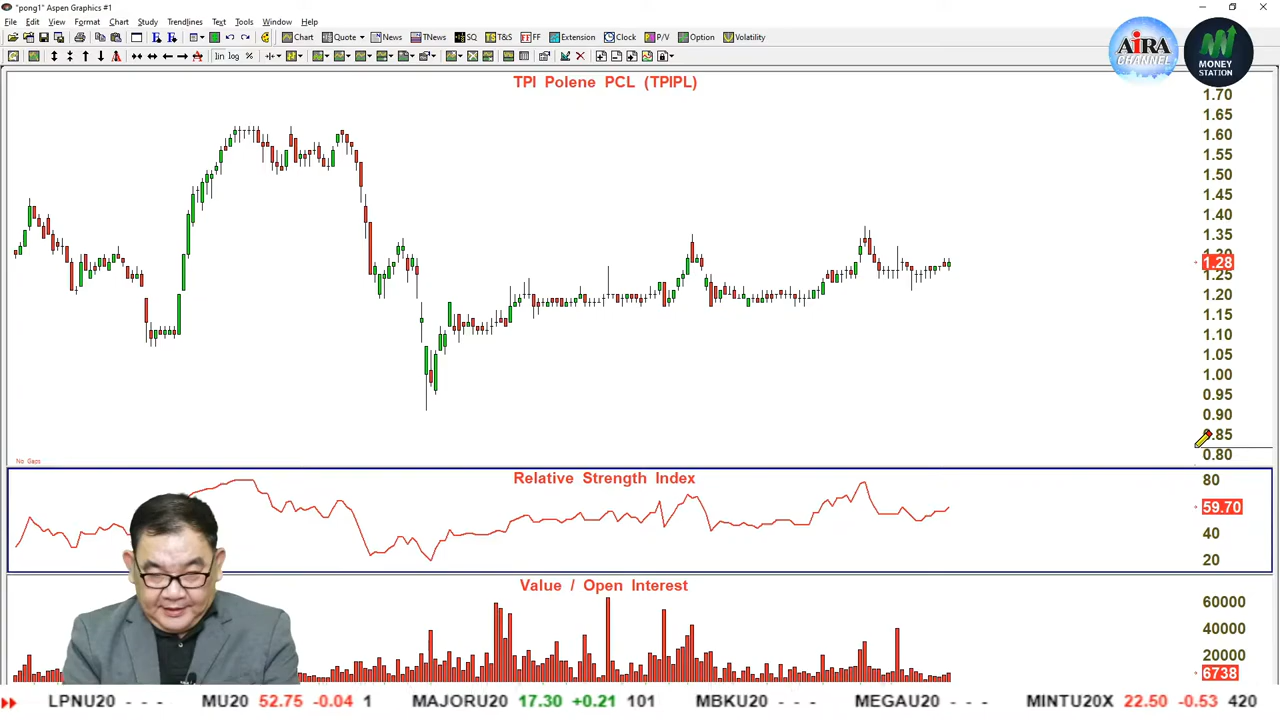 "pong1" Aspen Graphics #1
File Edit View Format Chart Study Trendlines Text Tools Window Help
Chart Quote News TNews SQ T&S FF Extension Clock P/V Option Volatility
lin log %
AIRA CHANNEL
MONEY STATION
TPI Polene PCL (TPIPL)
1.70
1.65
1.60
1.55
1.50
1.45
1.40
1.35
1.30
1.28
1.25
1.20
1.15
1.10
1.05
1.00
0.95
0.90
.85
0.80
No Gaps
Relative Strength Index
80
59.70
40
20
Value / Open Interest
60000
40000
20000
6738
LPNU20 - - - MU20 52.75 -0.04 1 MAJORU20 17.30 +0.21 101 MBKU20 - - - MEGAU20 - - - MINTU20X 22.50 -0.53 420